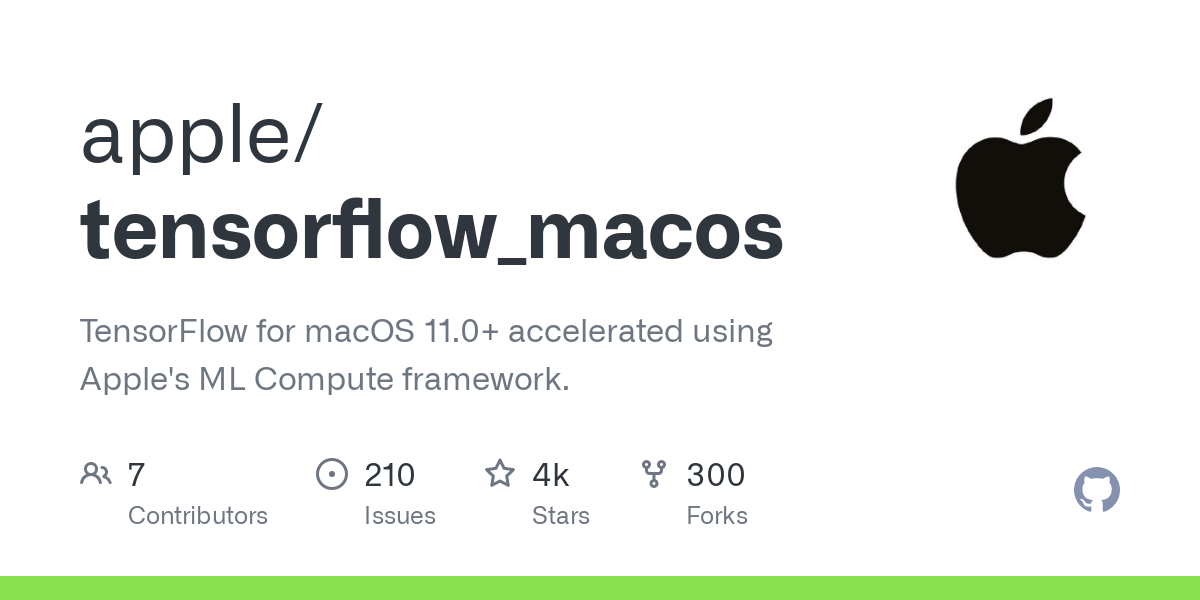 apple/
tensorflow_macos
TensorFlow for macOS 11.0+ accelerated using
Apple's ML Compute framework.
7 210 4k 300
Contributors Issues Stars Forks